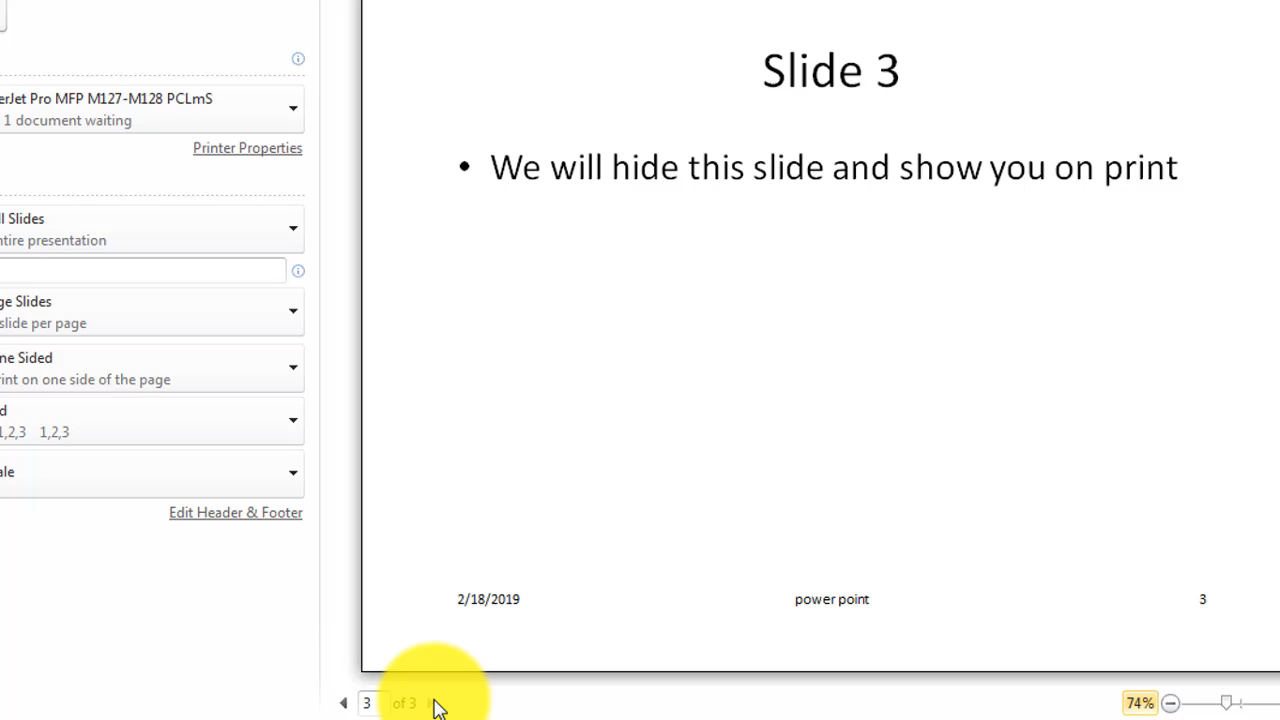 erJet Pro MFP M127-M128 PCLmS
1 document waiting
Printer Properties
ll Slides
ntire presentation
ge Slides
slide per page
ne Sided
rint on one side of the page
d
1,2,3 1,2,3
ale
Edit Header & Footer
Slide 3
• We will hide this slide and show you on print
2/18/2019 power point 3
3 of 3
74%